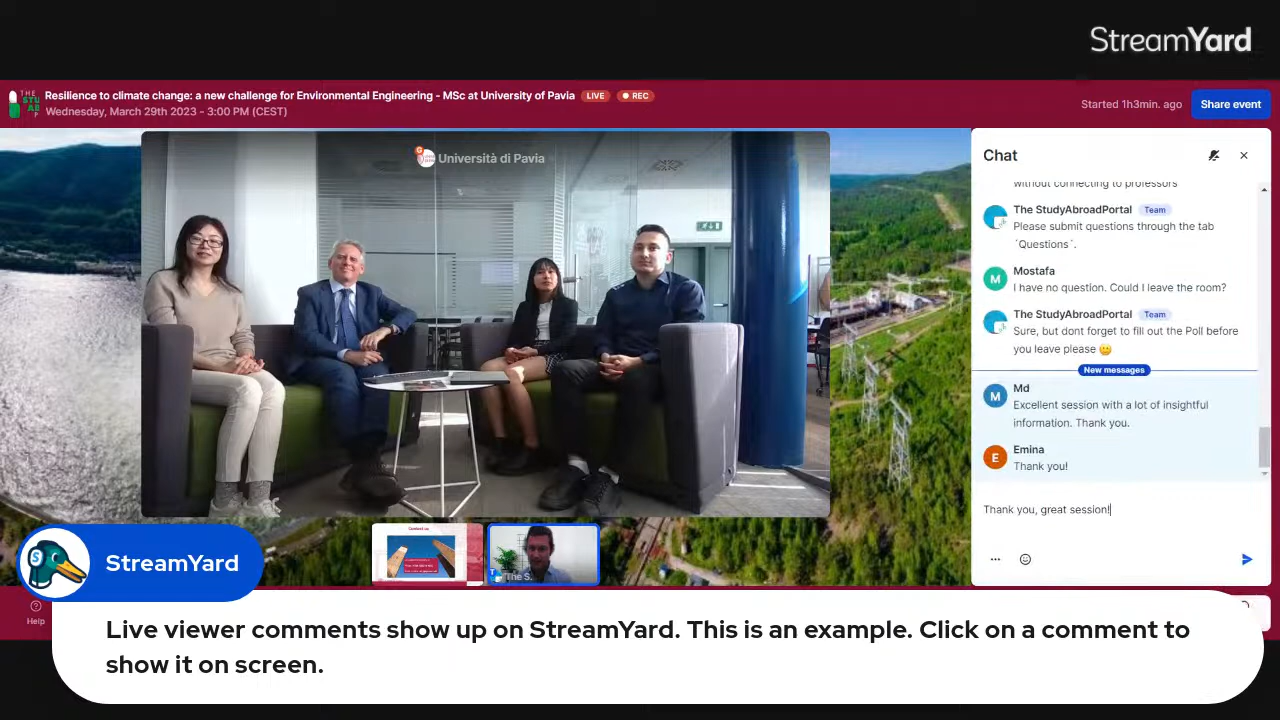 StreamYard
Resilience to climate change: a new challenge for Environmental Engineering - MSc at University of Pavia LIVE REC
Wednesday, March 29th 2023 - 3:00 PM (CEST)
Started 1h3min. ago
Share event
Università di Pavia
Chat
without connecting to professors
The StudyAbroadPortal Team
Please submit questions through the tab
´Questions´.
Mostafa
I have no question. Could I leave the room?
The StudyAbroadPortal Team
Sure, but dont forget to fill out the Poll before
you leave please
New messages
M Md
Excellent session with a lot of insightful
information. Thank you.
E Emina
Thank you!
Thank you, great session!
Contact us
The S.
Help
S StreamYard
Live viewer comments show up on StreamYard. This is an example. Click on a comment to
show it on screen.